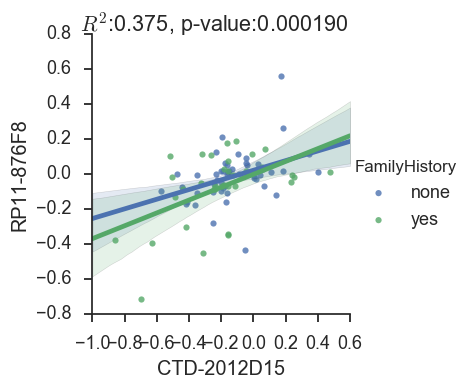 R²:0.375, p-value:0.000190
0.8
0.6
0.4
0.2
0.0
−0.2
−0.4
−0.6
−0.8
RP11-876F8
FamilyHistory
none
yes
−1.0−0.8−0.6−0.4−0.2 0.0 0.2 0.4 0.6
CTD-2012D15